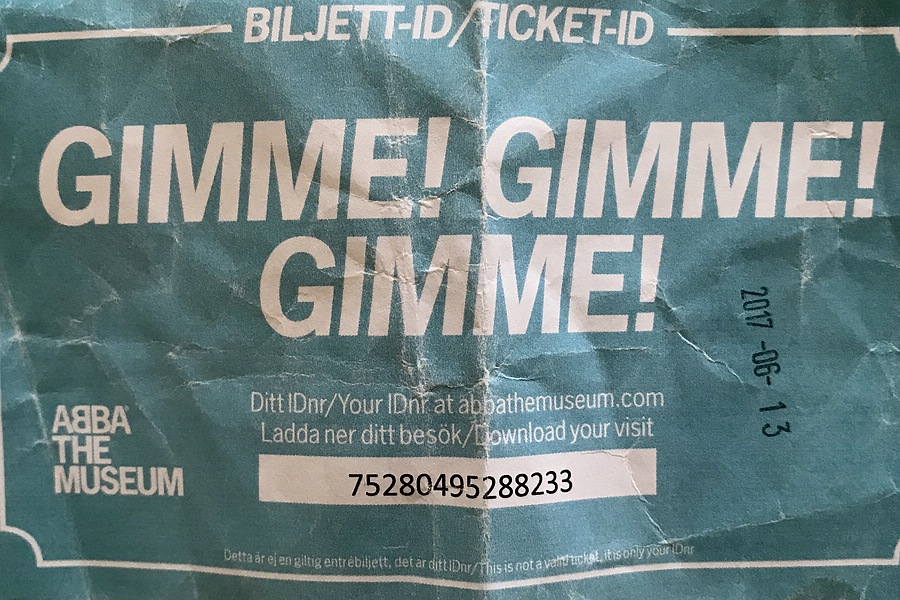 BILJETT-ID/TICKET-ID
GIMME! GIMME!
GIMME!
2017 -06- 13
Ditt IDnr/Your IDnr at abbathemuseum.com
Ladda ner ditt besök/Download your visit
ABBA
THE
MUSEUM
75280495288233
Detta är ej en giltig entrébiljett, det är ditt IDnr/This is not a valid ticket, it is only your IDnr